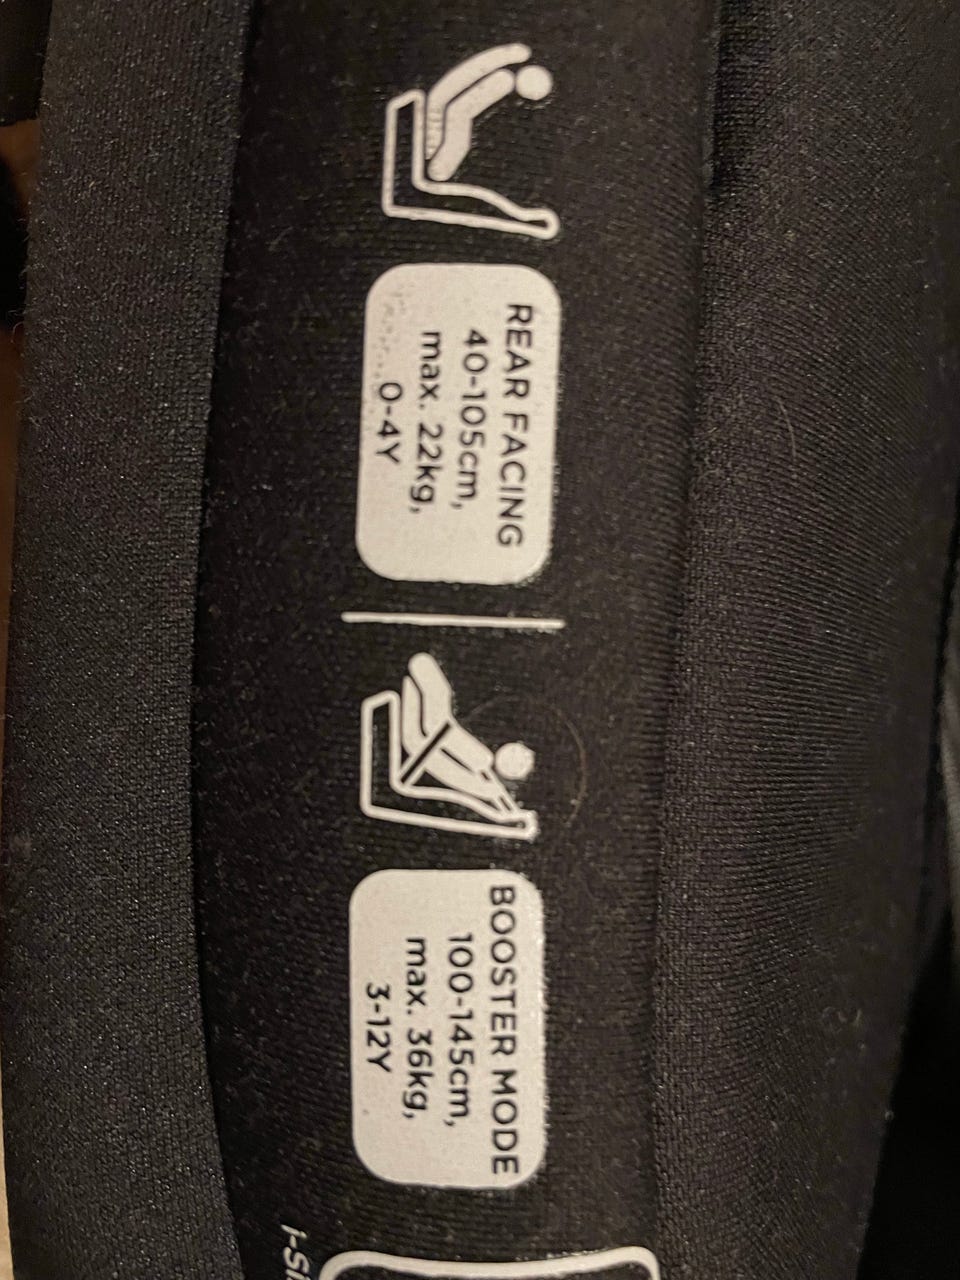 REAR FACING
40-105cm,
max. 22kg,
0-4Y
BOOSTER MODE
100-145cm,
max. 36kg,
3-12Y